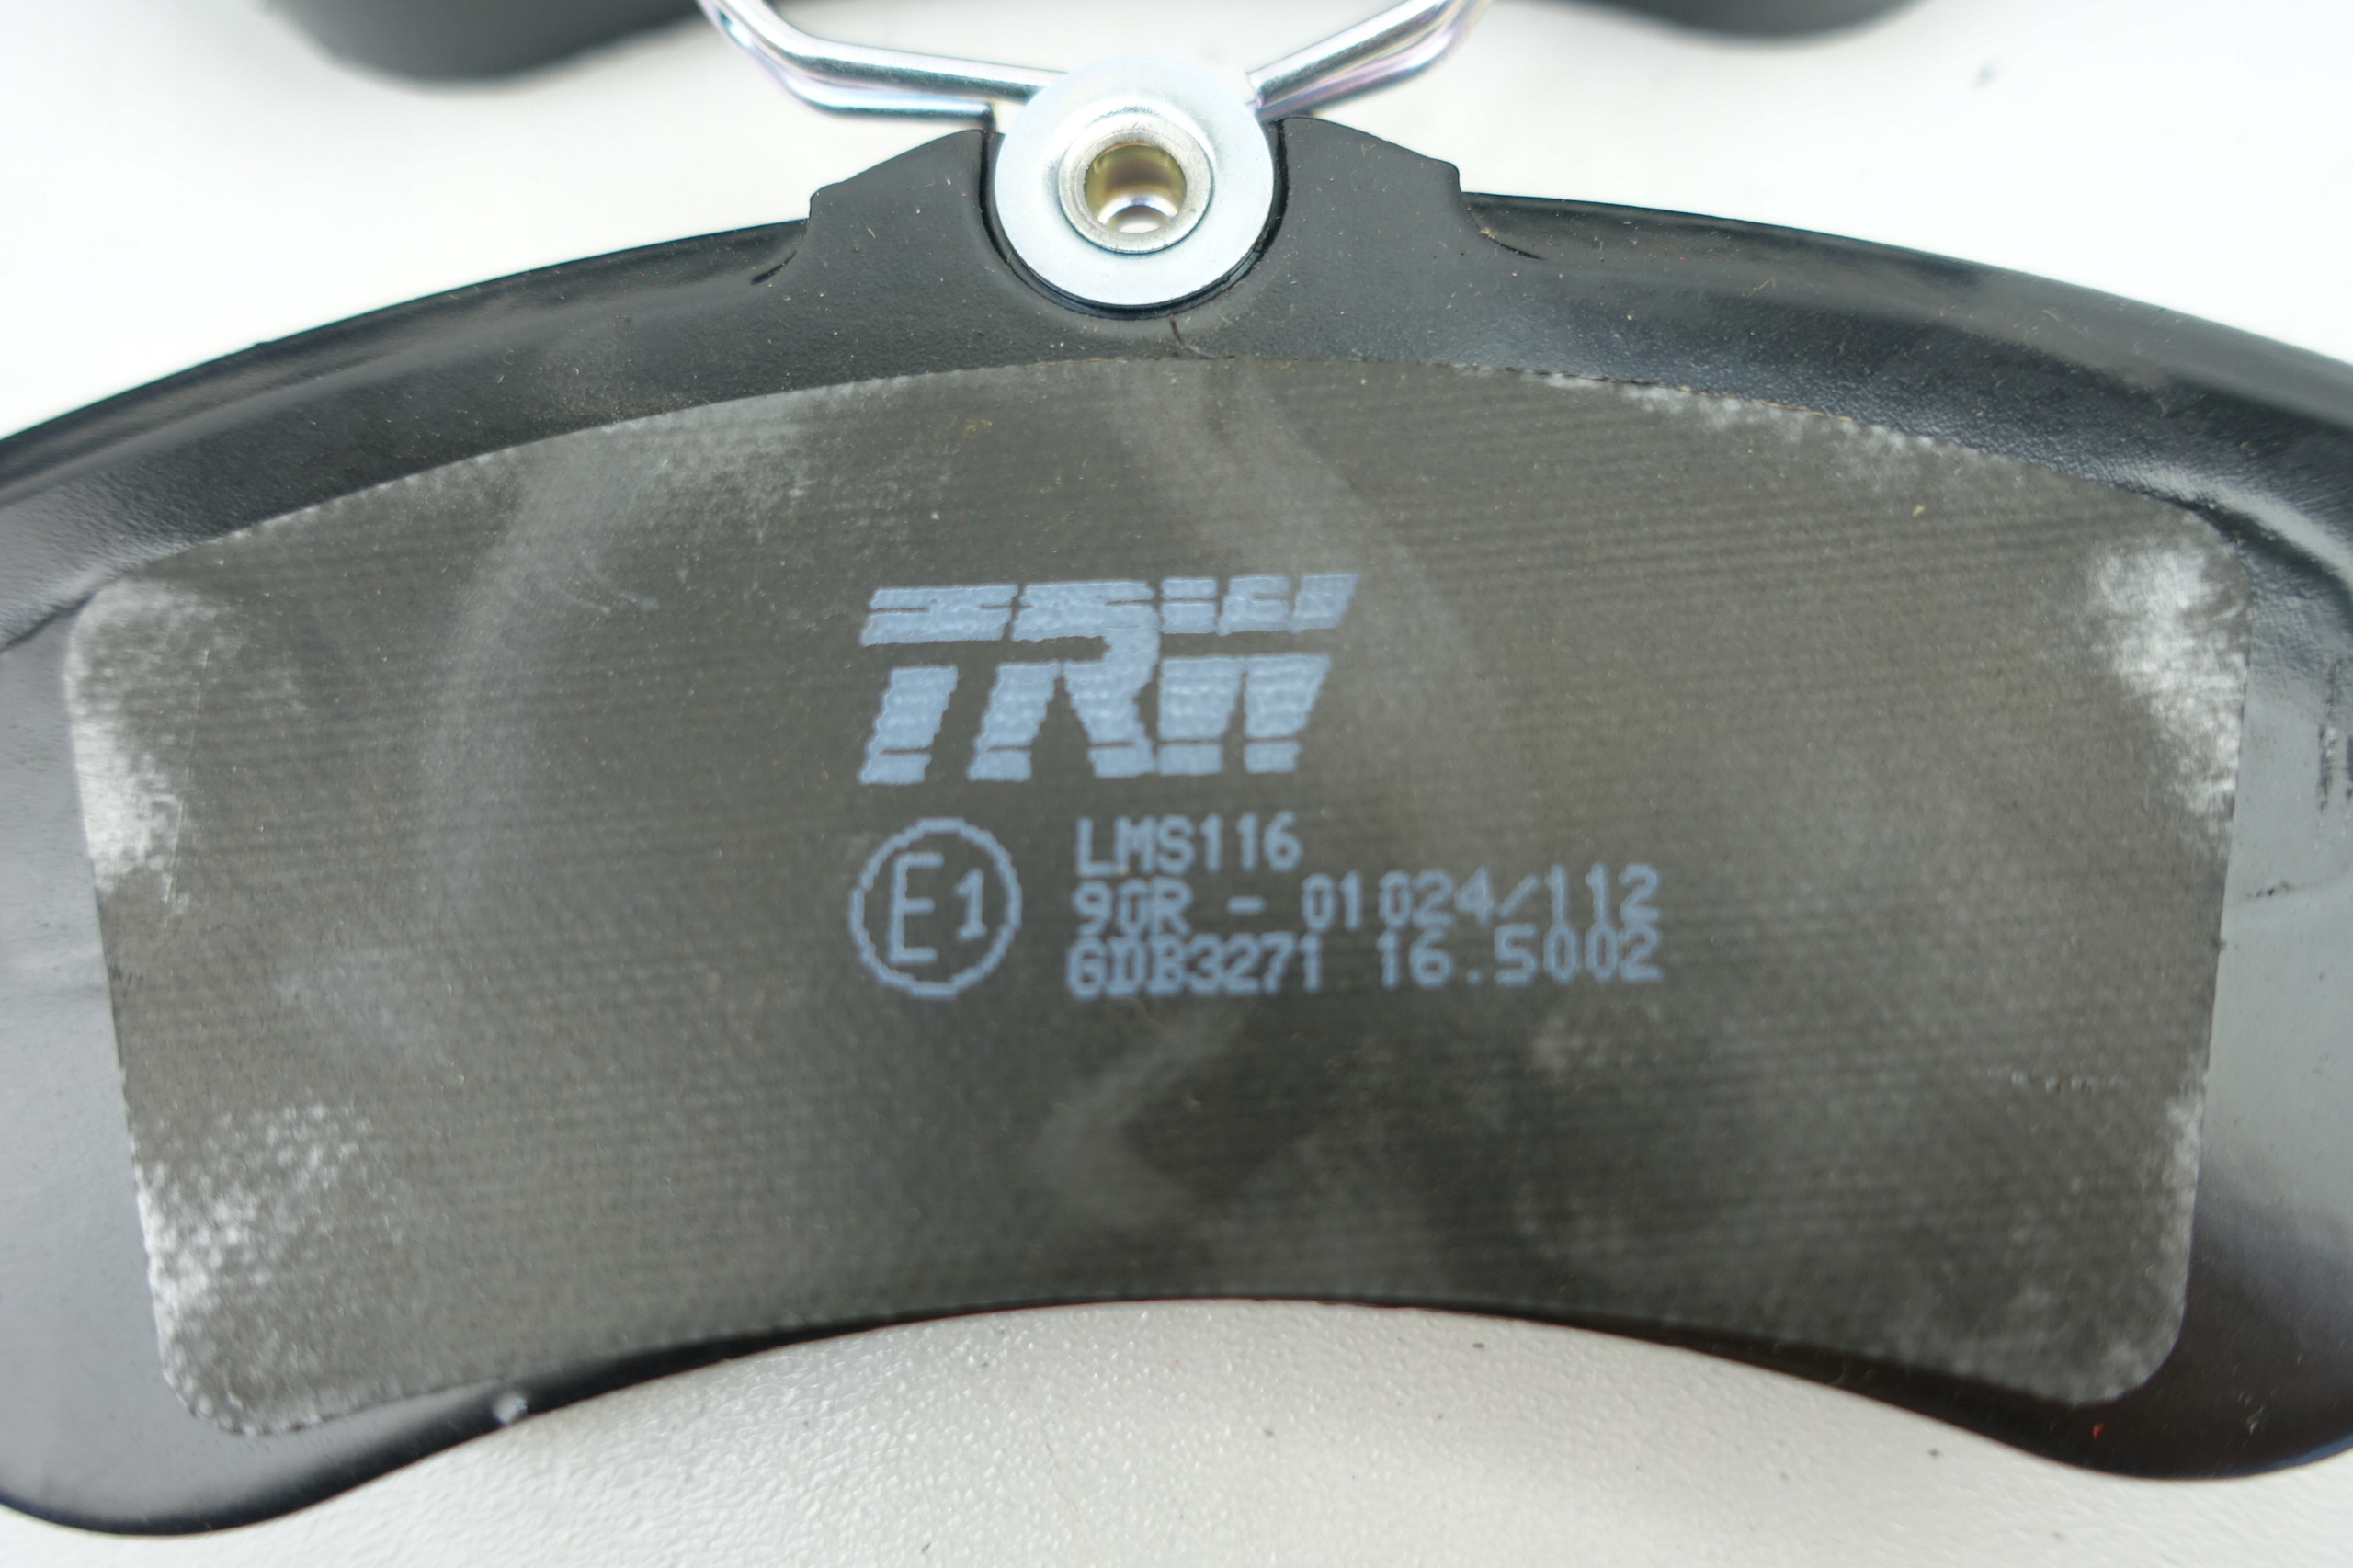 TRW
E1
LMS116
90R - 01024/112
GDB3271 16.5002